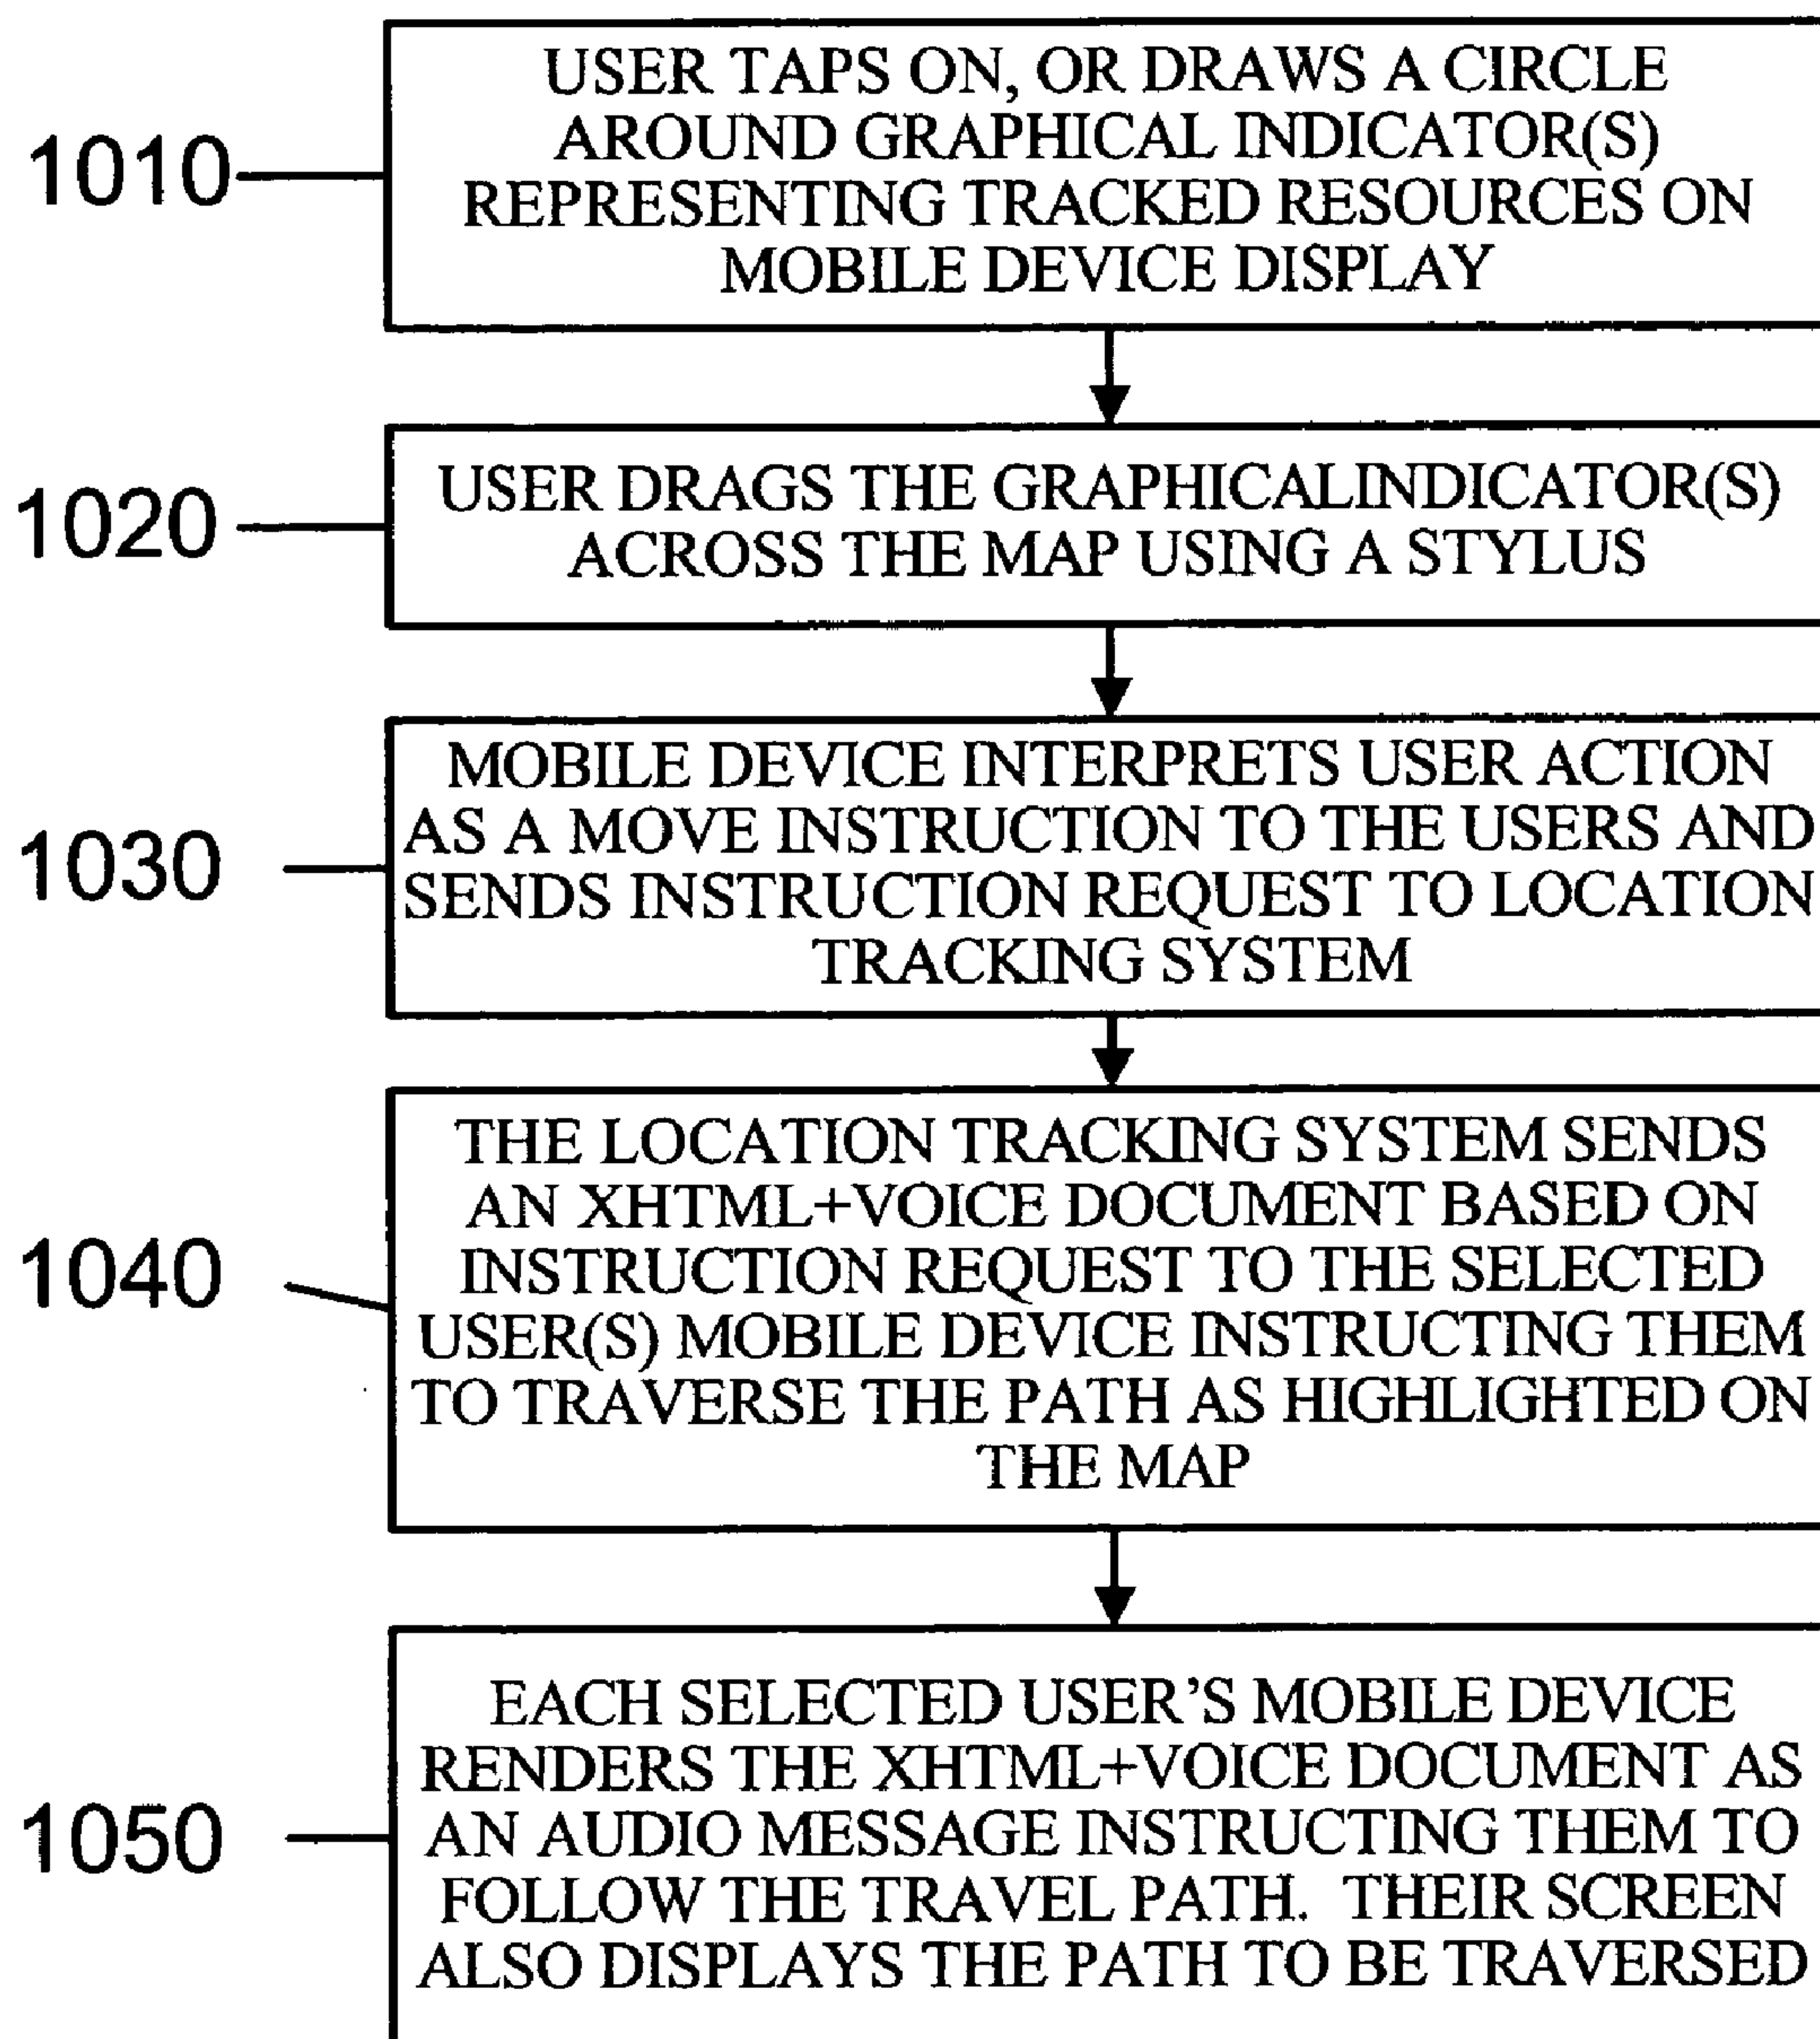 1010
USER TAPS ON, OR DRAWS A CIRCLE
AROUND GRAPHICAL INDICATOR(S)
REPRESENTING TRACKED RESOURCES ON
MOBILE DEVICE DISPLAY
1020
USER DRAGS THE GRAPHICALINDICATOR(S)
ACROSS THE MAP USING A STYLUS
1030
MOBILE DEVICE INTERPRETS USER ACTION
AS A MOVE INSTRUCTION TO THE USERS AND
SENDS INSTRUCTION REQUEST TO LOCATION
TRACKING SYSTEM
1040
THE LOCATION TRACKING SYSTEM SENDS
AN XHTML+VOICE DOCUMENT BASED ON
INSTRUCTION REQUEST TO THE SELECTED
USER(S) MOBILE DEVICE INSTRUCTING THEM
TO TRAVERSE THE PATH AS HIGHLIGHTED ON
THE MAP
1050
EACH SELECTED USER’S MOBILE DEVICE
RENDERS THE XHTML+VOICE DOCUMENT AS
AN AUDIO MESSAGE INSTRUCTING THEM TO
FOLLOW THE TRAVEL PATH. THEIR SCREEN
ALSO DISPLAYS THE PATH TO BE TRAVERSED